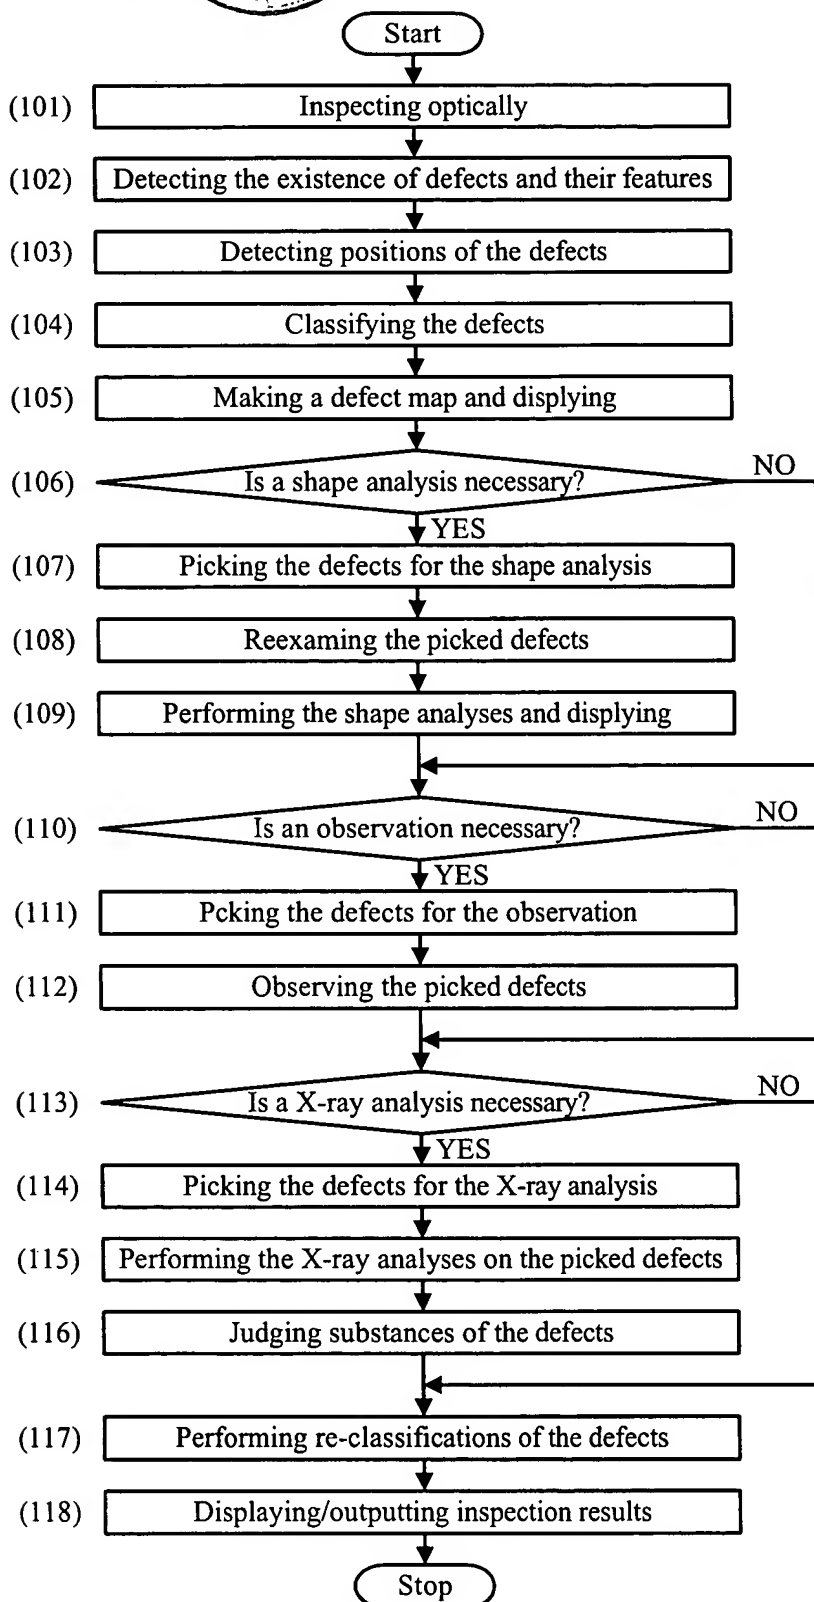 Start
(101) Inspecting optically
(102) Detecting the existence of defects and their features
(103) Detecting positions of the defects
(104) Classifying the defects
(105) Making a defect map and displying
(106) Is a shape analysis necessary? NO
YES
(107) Picking the defects for the shape analysis
(108) Reexaming the picked defects
(109) Performing the shape analyses and displying
(110) Is an observation necessary? NO
YES
(111) Pcking the defects for the observation
(112) Observing the picked defects
(113) Is a X-ray analysis necessary? NO
YES
(114) Picking the defects for the X-ray analysis
(115) Performing the X-ray analyses on the picked defects
(116) Judging substances of the defects
(117) Performing re-classifications of the defects
(118) Displaying/outputting inspection results
Stop